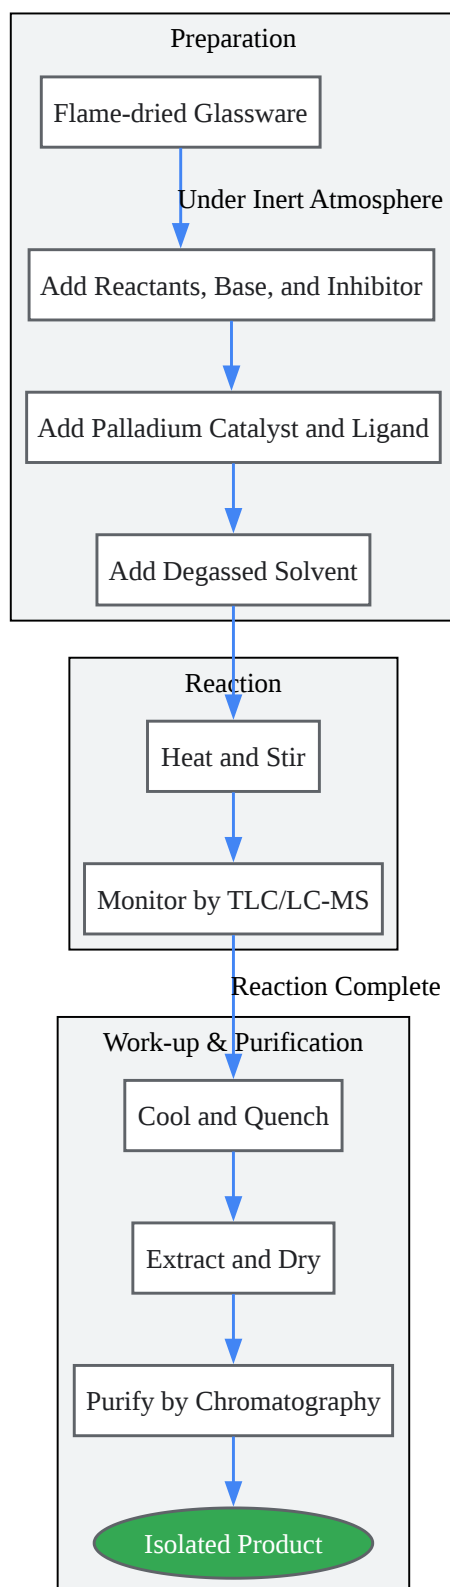 Preparation
Flame-dried Glassware
Under Inert Atmosphere
Add Reactants, Base, and Inhibitor
Add Palladium Catalyst and Ligand
Add Degassed Solvent
Reaction
Heat and Stir
Monitor by TLC/LC-MS
Reaction Complete
Work-up & Purification
Cool and Quench
Extract and Dry
Purify by Chromatography
Isolated Product